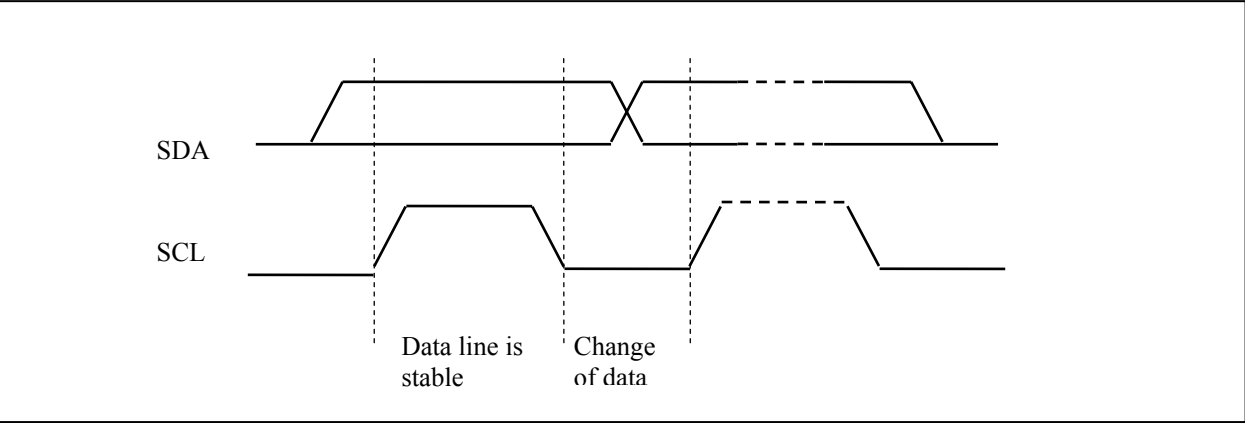 SDA
SCL
Data line is
stable
Change
of data